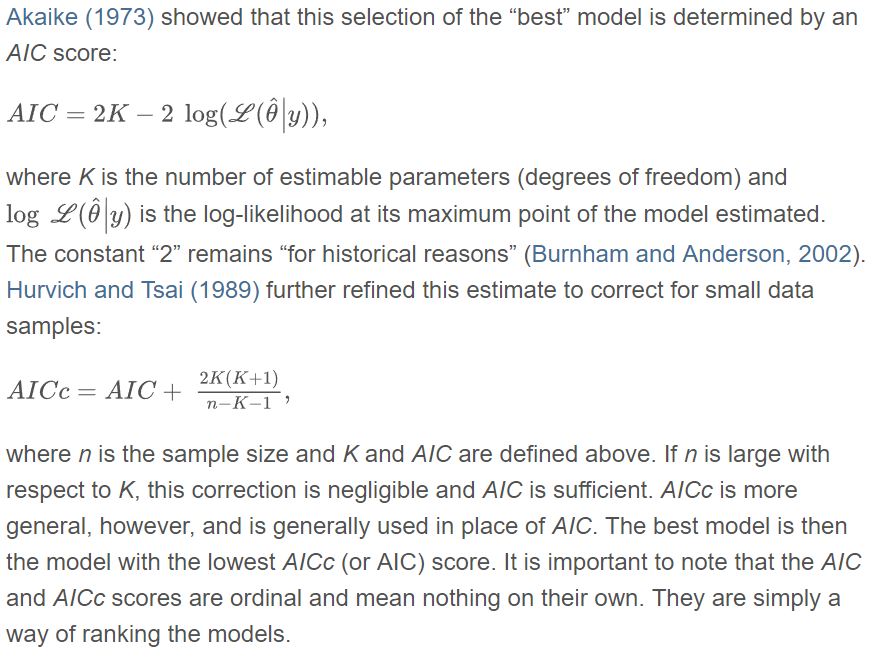 Akaike (1973) showed that this selection of the “best” model is determined by an
AIC score:
AIC = 2K − 2 log(ℒ(θ̂|y)),
where K is the number of estimable parameters (degrees of freedom) and
log ℒ(θ̂|y) is the log-likelihood at its maximum point of the model estimated.
The constant “2” remains “for historical reasons” (Burnham and Anderson, 2002).
Hurvich and Tsai (1989) further refined this estimate to correct for small data
samples:
AICc = AIC + \frac{2K(K+1)}{n−K−1},
where n is the sample size and K and AIC are defined above. If n is large with
respect to K, this correction is negligible and AIC is sufficient. AICc is more
general, however, and is generally used in place of AIC. The best model is then
the model with the lowest AICc (or AIC) score. It is important to note that the AIC
and AICc scores are ordinal and mean nothing on their own. They are simply a
way of ranking the models.